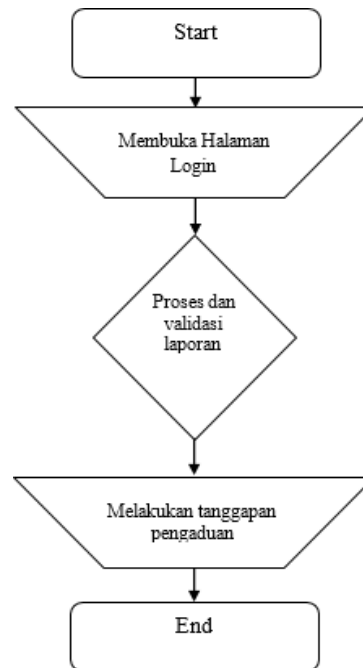 Start
Membuka Halaman
Login
Proses dan
validasi
laporan
Melakukan tanggapan
pengaduan
End